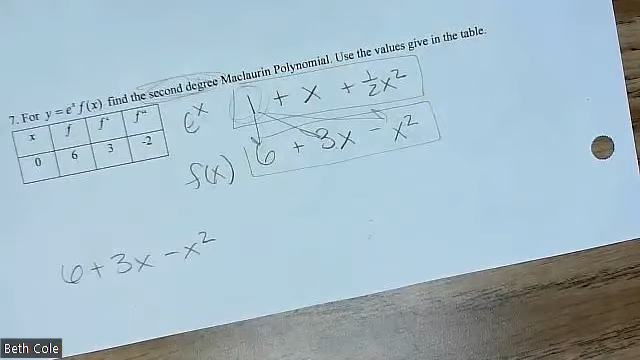 7. For y = e^x f(x) find the second degree Maclaurin Polynomial. Use the values give in the table.
x f f' f''
0 6 3 -2
e^x 1 + x + 1/2 x^2
f(x) 6 + 3x - x^2
6 + 3x - x^2
Beth Cole